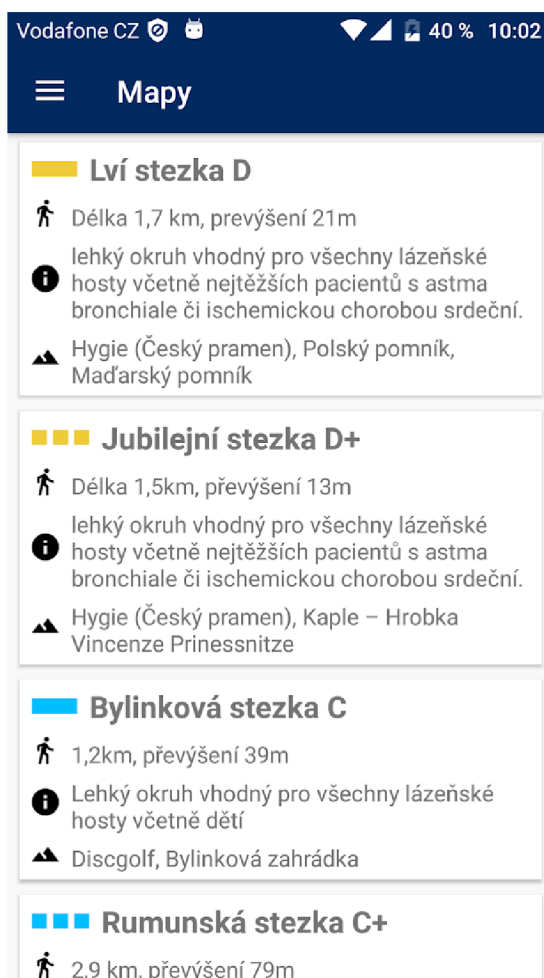 Vodafone CZ 40 % 10:02
Mapy
Lví stezka D
Délka 1,7 km, prevýšení 21m
lehký okruh vhodný pro všechny lázeňské
hosty včetně nejtěžších pacientů s astma
bronchiale či ischemickou chorobou srdeční.
Hygie (Český pramen), Polský pomník,
Maďarský pomník
Jubilejní stezka D+
Délka 1,5km, převýšení 13m
lehký okruh vhodný pro všechny lázeňské
hosty včetně nejtěžších pacientů s astma
bronchiale či ischemickou chorobou srdeční.
Hygie (Český pramen), Kaple – Hrobka
Vincenze Prinessnitze
Bylinková stezka C
1,2km, převýšení 39m
Lehký okruh vhodný pro všechny lázeňské
hosty včetně dětí
Discgolf, Bylinková zahrádka
Rumunská stezka C+
2,9 km, převýšení 79m